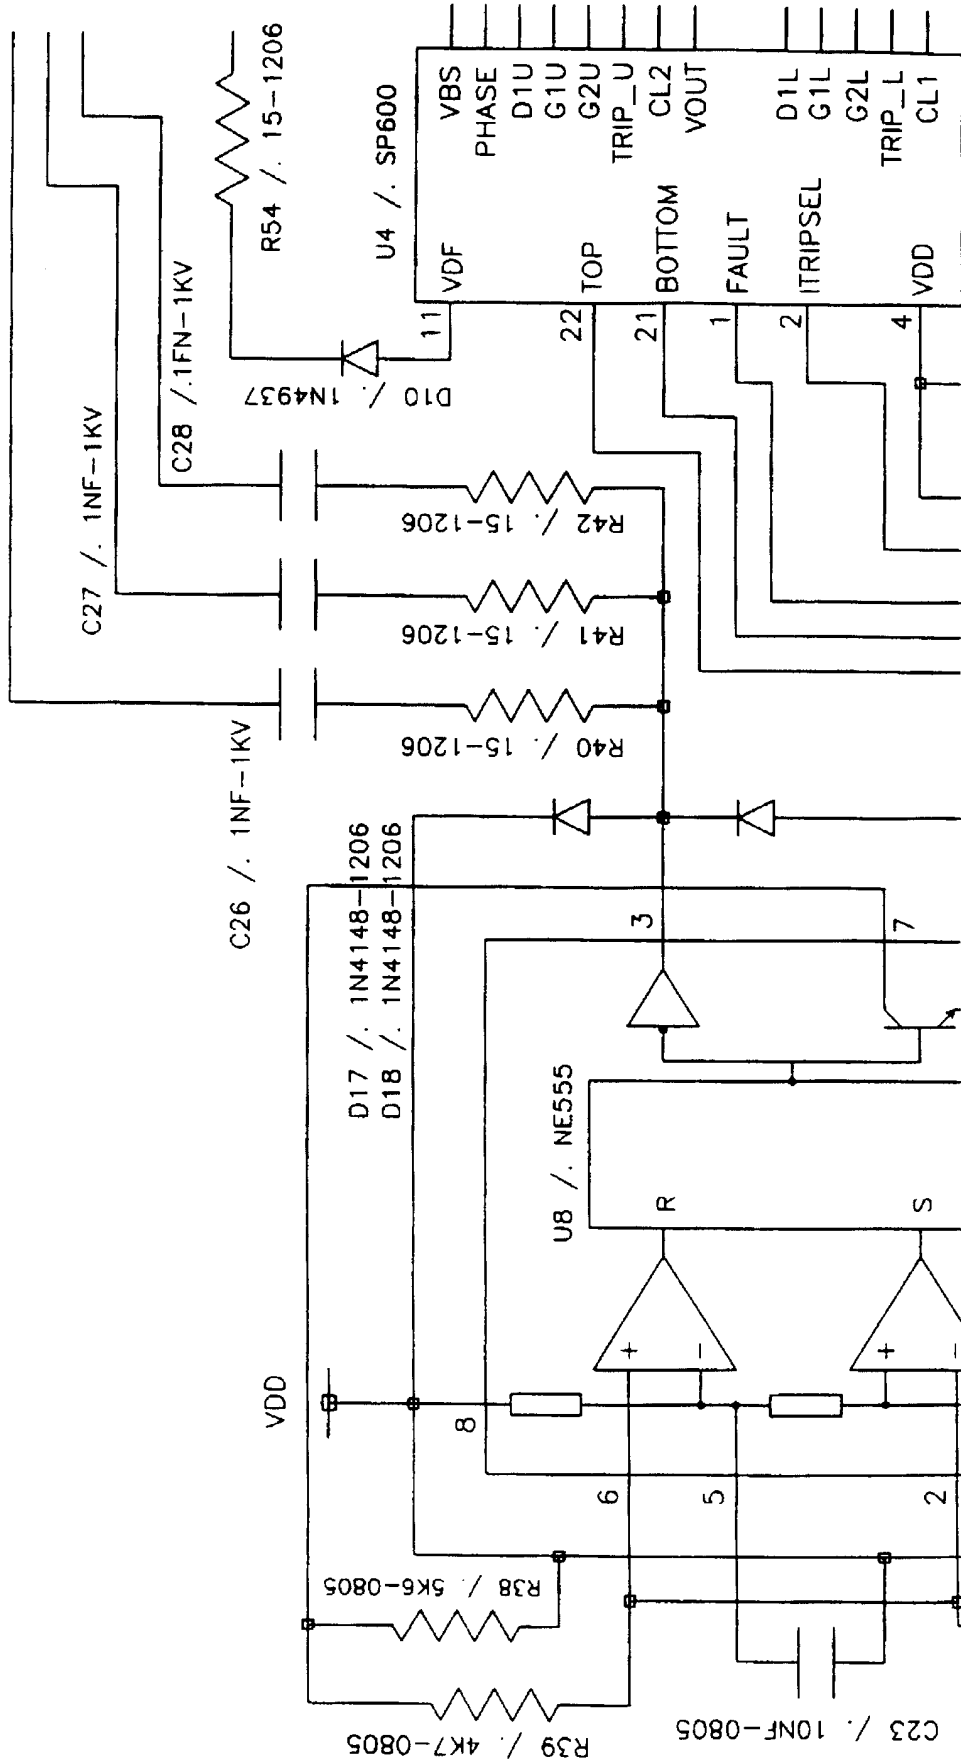 R54 /. 15-1206
U4 /. SP600
VBS
PHASE
D1U
G1U
G2U
TRIP_U
CL2
VOUT
D1L
G1L
G2L
TRIP_L
CL1
VDF
TOP
BOTTOM
FAULT
ITRIPSEL
VDD
11
22
21
1
2
4
D10 /. 1N4937
C28 /.1FN-1KV
C27 /. 1NF-1KV
C26 /. 1NF-1KV
R42 /. 15-1206
R41 /. 15-1206
R40 /. 15-1206
D17 /. 1N4148-1206
D18 /. 1N4148-1206
3
7
U8 /. NE555
R
S
+
-
+
-
VDD
8
6
5
2
R38 /. 5K6-0805
R39 /. 4K7-0805
C23 /. 10NF-0805